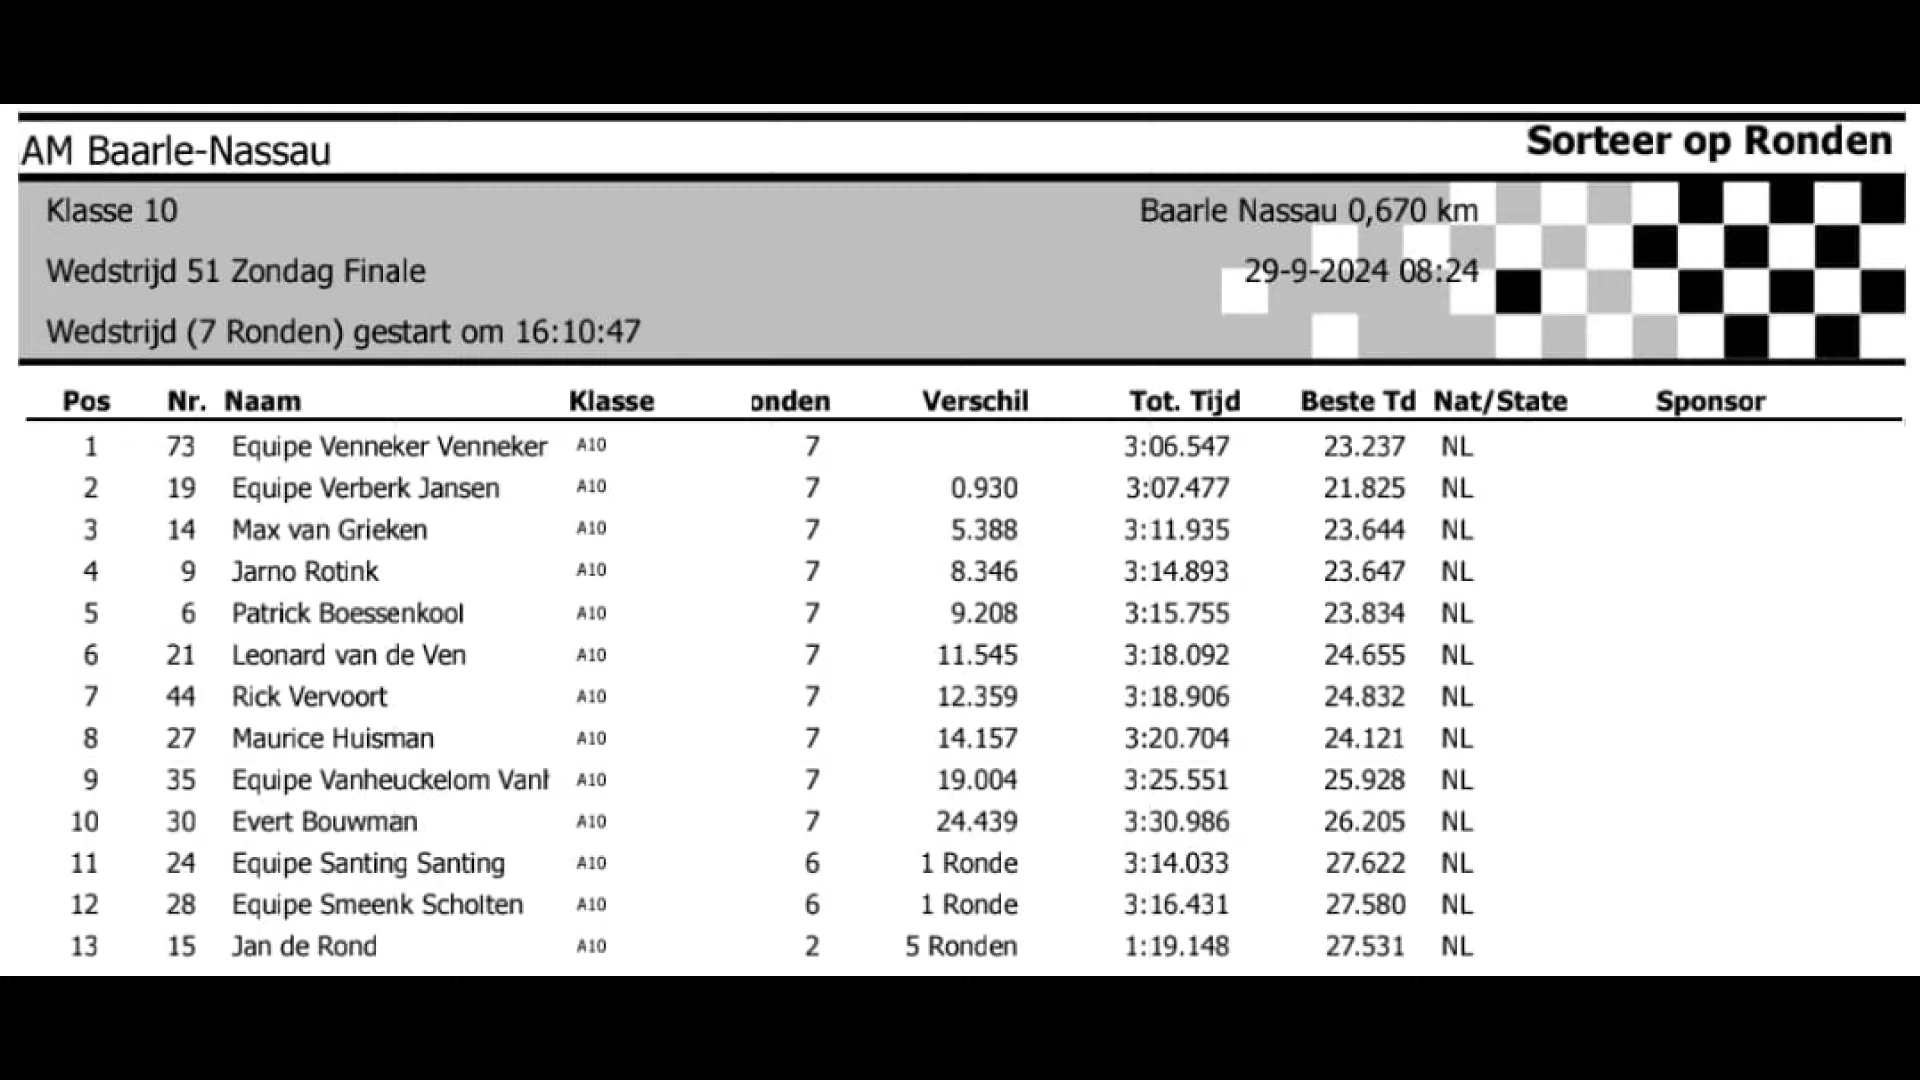 AM Baarle-Nassau Sorteer op Ronden
Klasse 10 Baarle Nassau 0,670 km
Wedstrijd 51 Zondag Finale 29-9-2024 08:24
Wedstrijd (7 Ronden) gestart om 16:10:47
Pos Nr. Naam Klasse onden Verschil Tot. Tijd Beste Td Nat/State Sponsor
1 73 Equipe Venneker Venneker A10 7 3:06.547 23.237 NL
2 19 Equipe Verberk Jansen A10 7 0.930 3:07.477 21.825 NL
3 14 Max van Grieken A10 7 5.388 3:11.935 23.644 NL
4 9 Jarno Rotink A10 7 8.346 3:14.893 23.647 NL
5 6 Patrick Boessenkool A10 7 9.208 3:15.755 23.834 NL
6 21 Leonard van de Ven A10 7 11.545 3:18.092 24.655 NL
7 44 Rick Vervoort A10 7 12.359 3:18.906 24.832 NL
8 27 Maurice Huisman A10 7 14.157 3:20.704 24.121 NL
9 35 Equipe Vanheuckelom Vanh A10 7 19.004 3:25.551 25.928 NL
10 30 Evert Bouwman A10 7 24.439 3:30.986 26.205 NL
11 24 Equipe Santing Santing A10 6 1 Ronde 3:14.033 27.622 NL
12 28 Equipe Smeenk Scholten A10 6 1 Ronde 3:16.431 27.580 NL
13 15 Jan de Rond A10 2 5 Ronden 1:19.148 27.531 NL